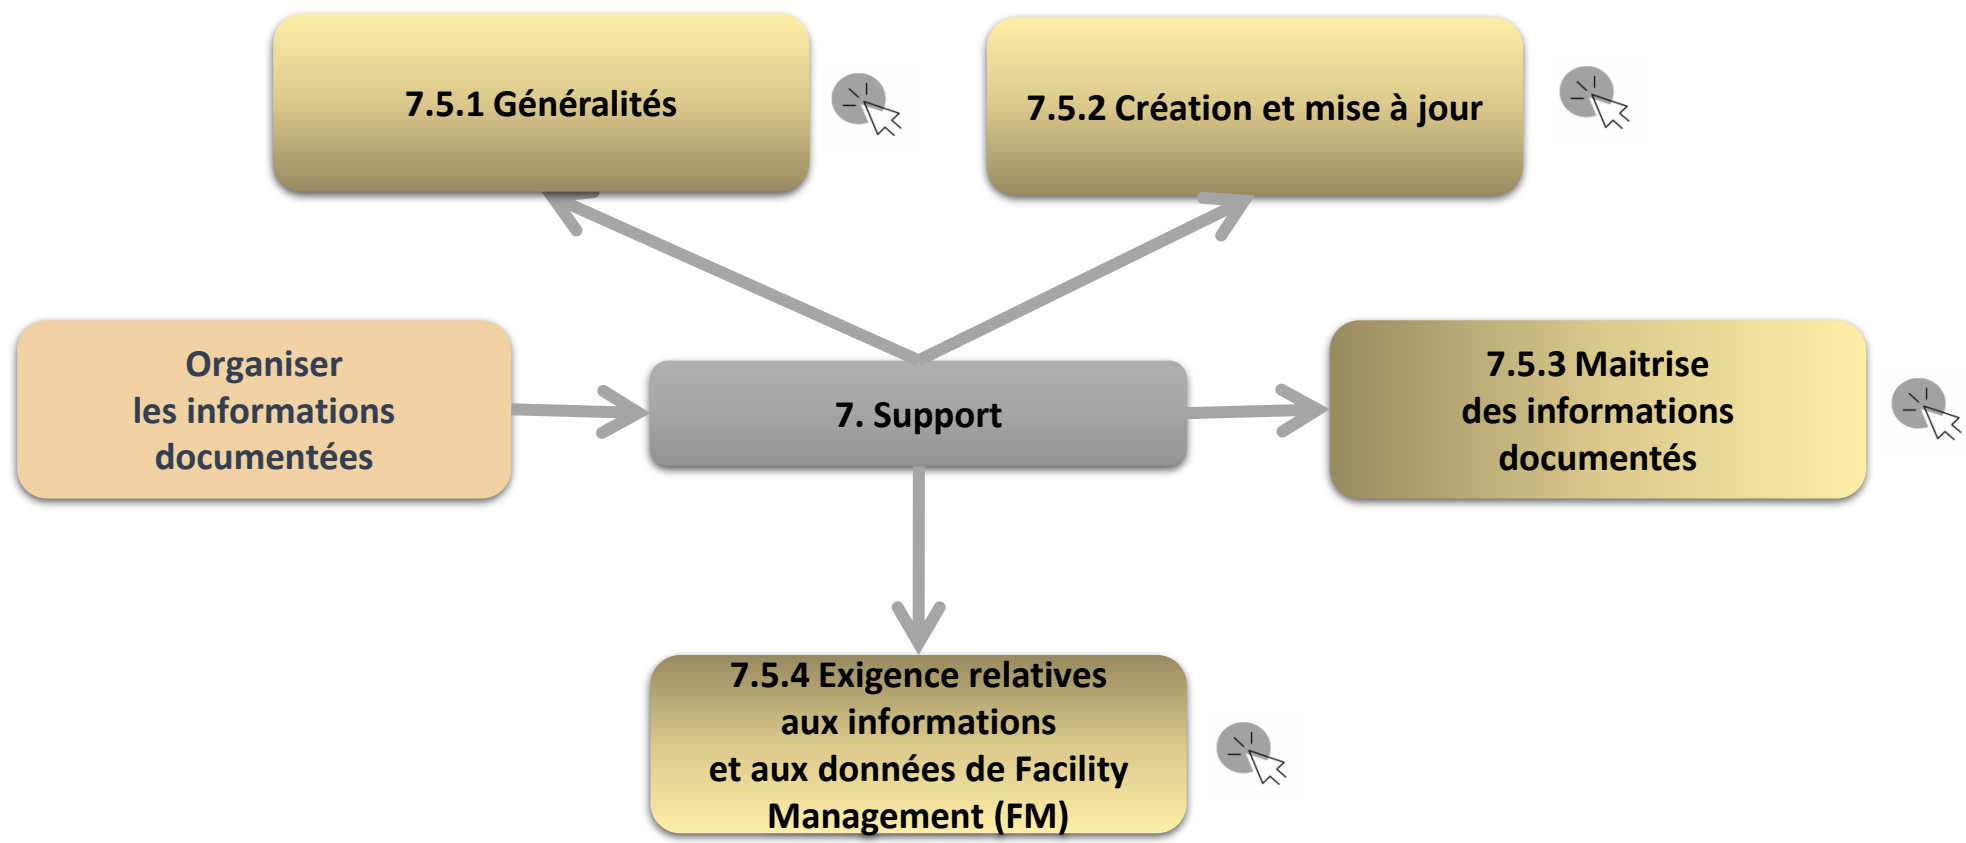 7.5.1 Généralités
7.5.2 Création et mise à jour
Organiser
les informations
documentées
7. Support
7.5.3 Maitrise
des informations
documentés
7.5.4 Exigence relatives
aux informations
et aux données de Facility
Management (FM)